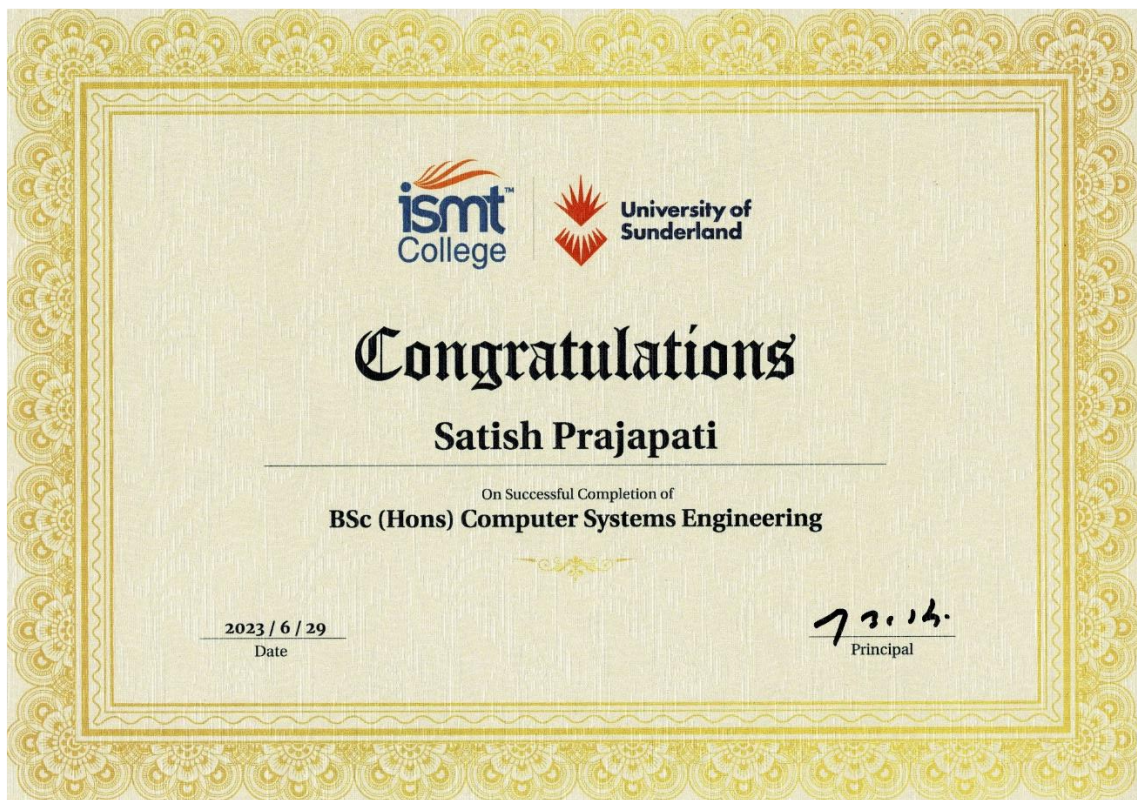 ismt™
College
University of
Sunderland
Congratulations
Satish Prajapati
On Successful Completion of
BSc (Hons) Computer Systems Engineering
2023 / 6 / 29
Date
Principal